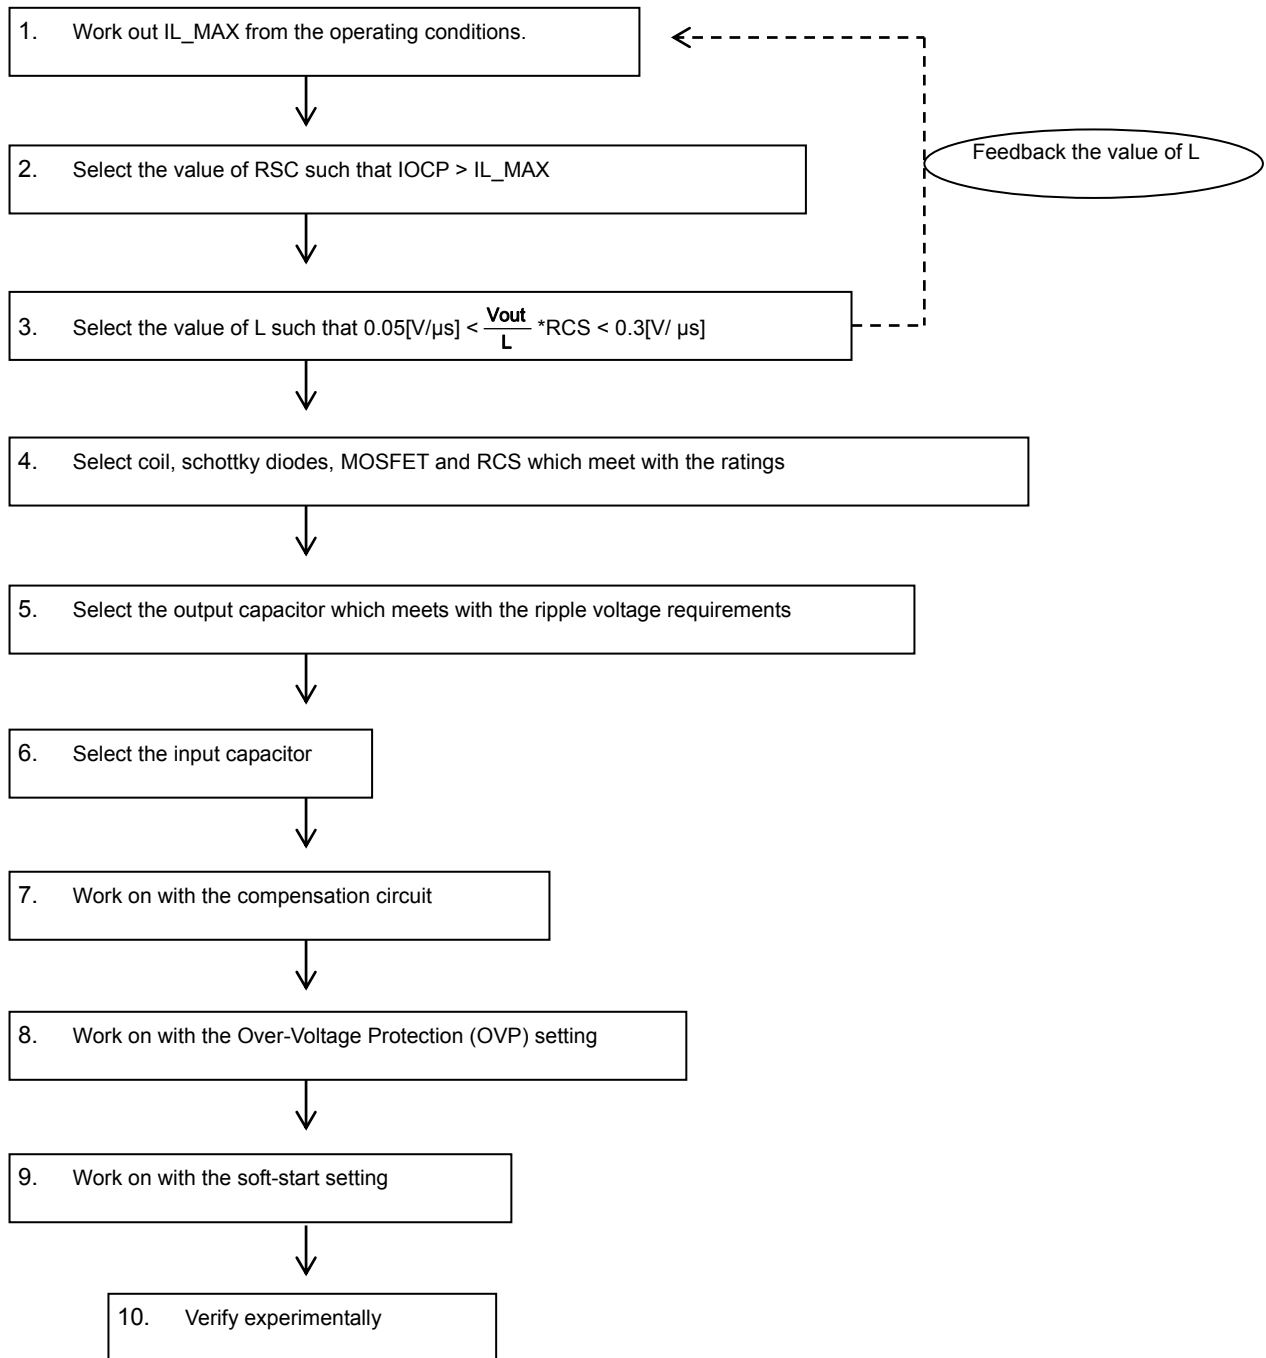 1. Work out IL_MAX from the operating conditions.
Feedback the value of L
2. Select the value of RSC such that IOCP > IL_MAX
3. Select the value of L such that 0.05[V/µs] < Vout/L *RCS < 0.3[V/ µs]
4. Select coil, schottky diodes, MOSFET and RCS which meet with the ratings
5. Select the output capacitor which meets with the ripple voltage requirements
6. Select the input capacitor
7. Work on with the compensation circuit
8. Work on with the Over-Voltage Protection (OVP) setting
9. Work on with the soft-start setting
10. Verify experimentally